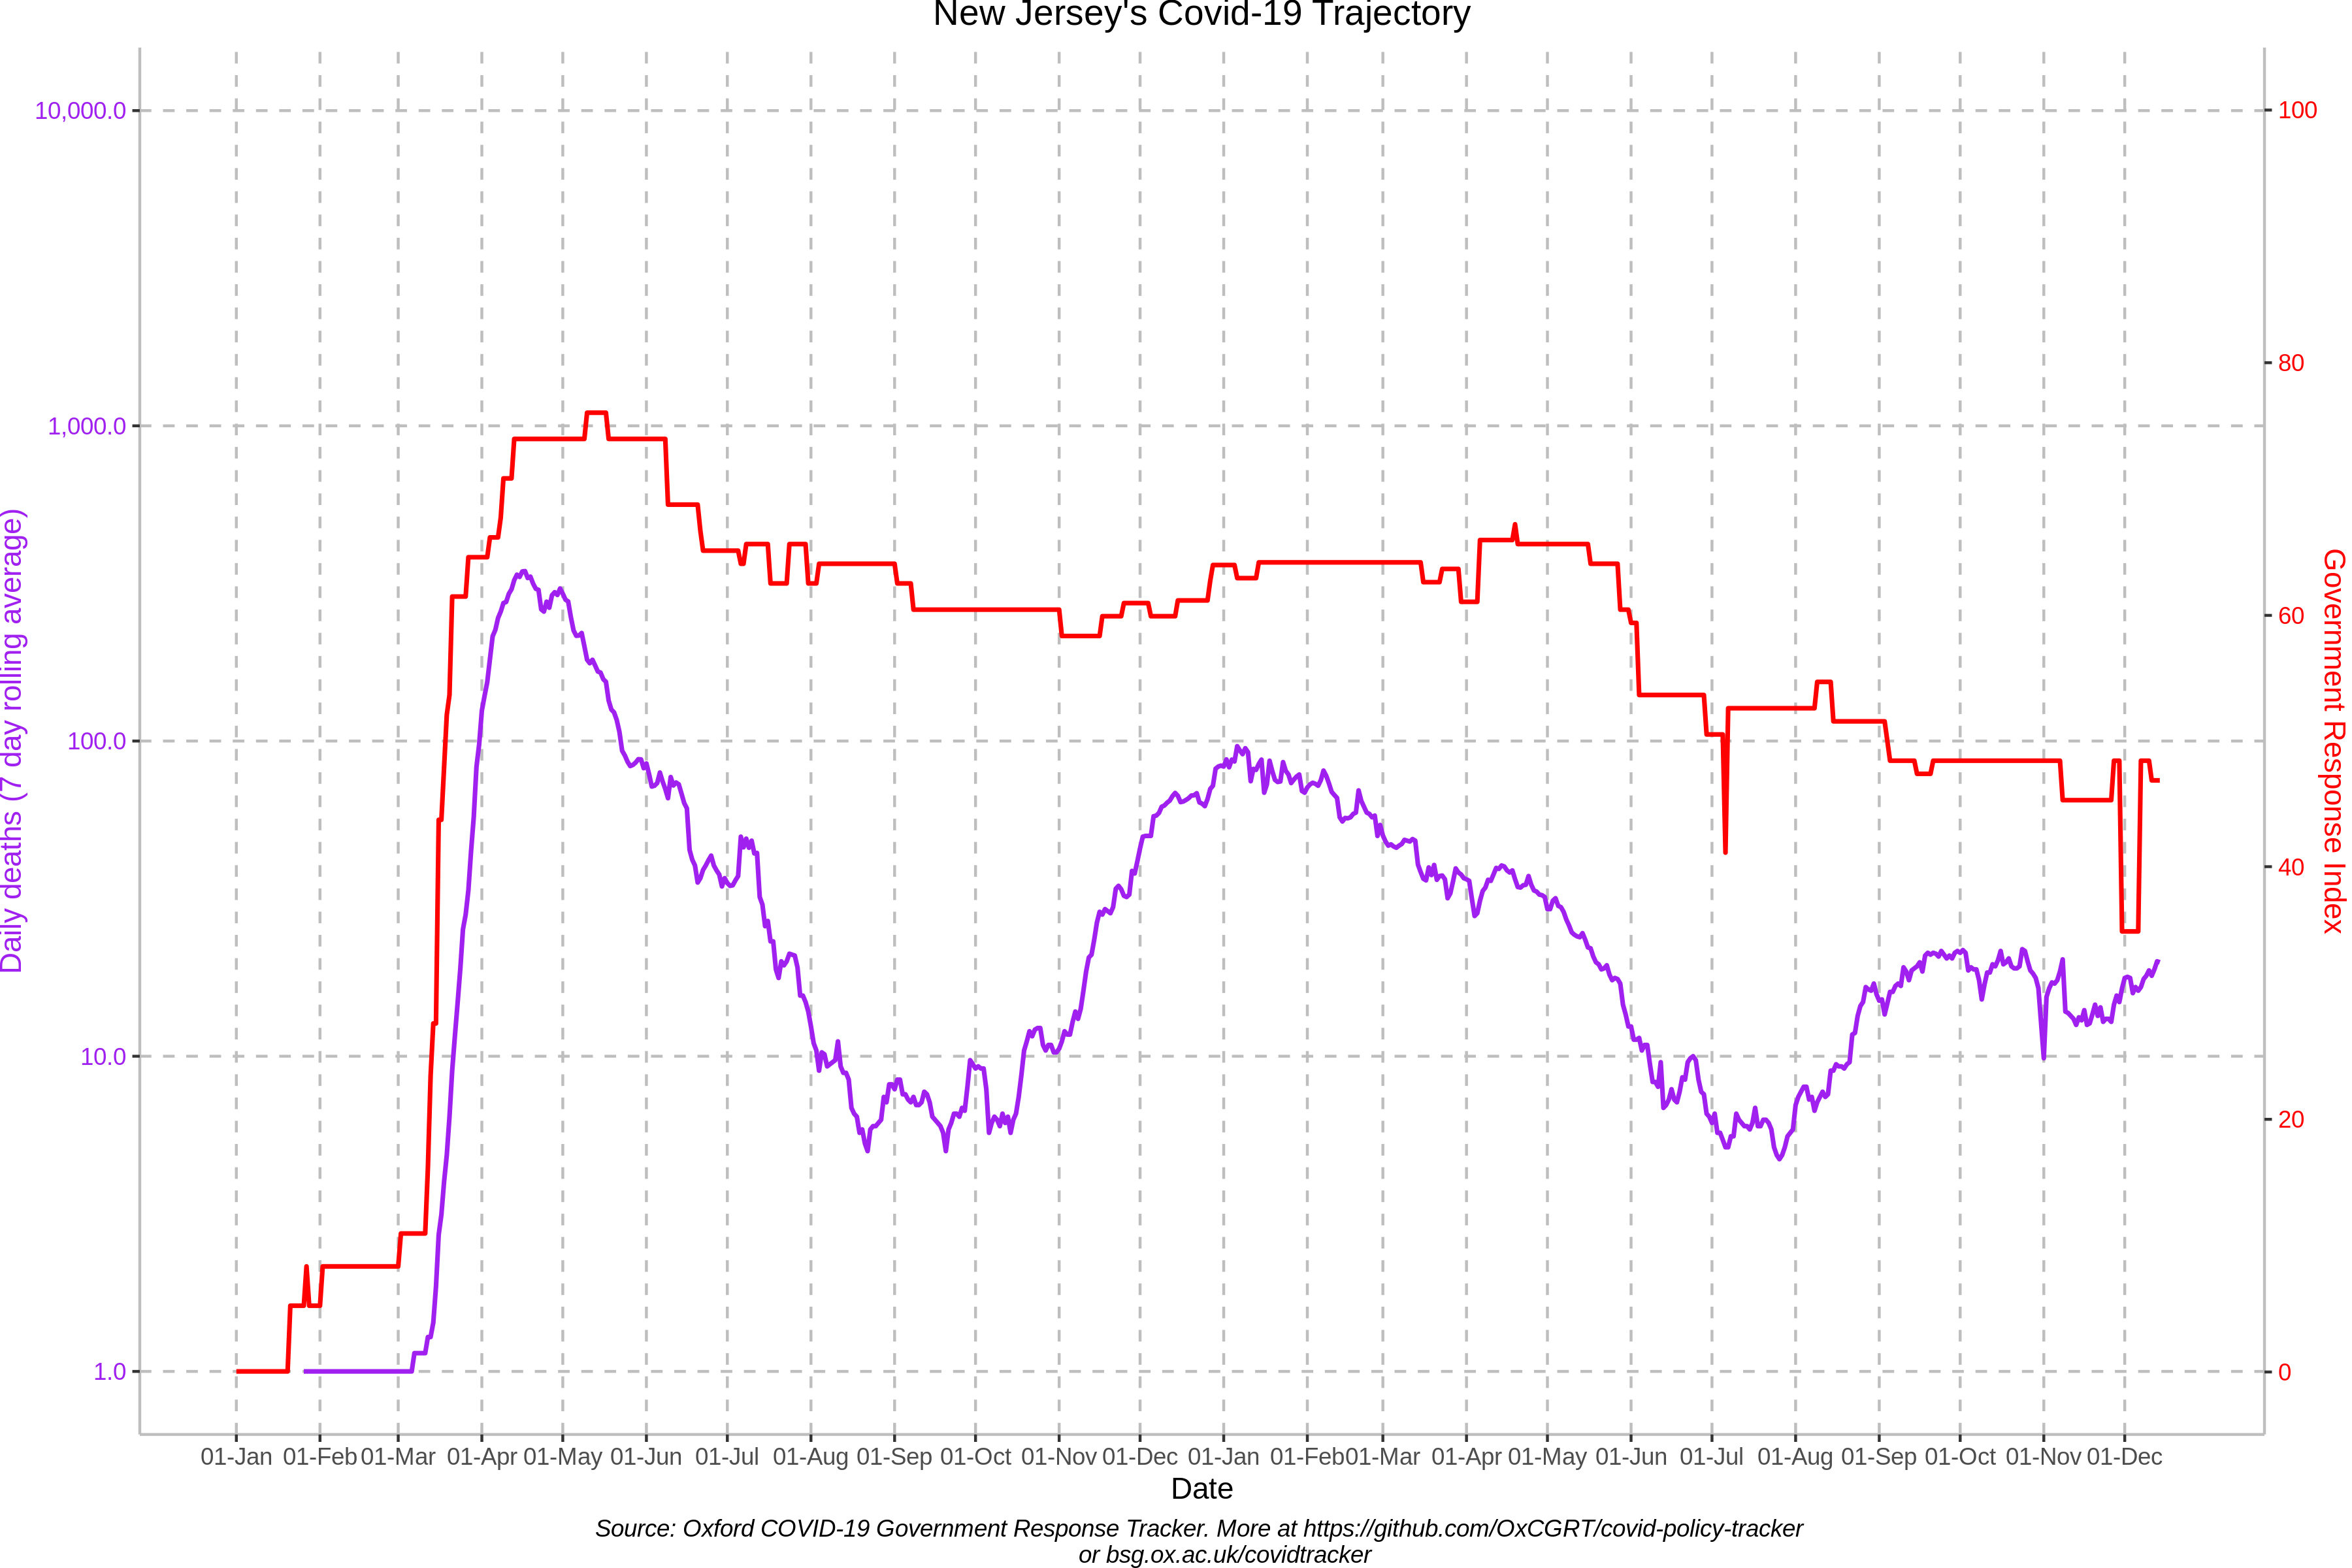 New Jersey's Covid-19 Trajectory
10,000.0
1,000.0
100.0
10.0
1.0
Daily deaths (7 day rolling average)
100
80
60
40
20
0
Government Response Index
01-Jan 01-Feb 01-Mar 01-Apr 01-May 01-Jun 01-Jul 01-Aug 01-Sep 01-Oct 01-Nov 01-Dec 01-Jan 01-Feb 01-Mar 01-Apr 01-May 01-Jun 01-Jul 01-Aug 01-Sep 01-Oct 01-Nov 01-Dec
Date
Source: Oxford COVID-19 Government Response Tracker. More at https://github.com/OxCGRT/covid-policy-tracker
or bsg.ox.ac.uk/covidtracker